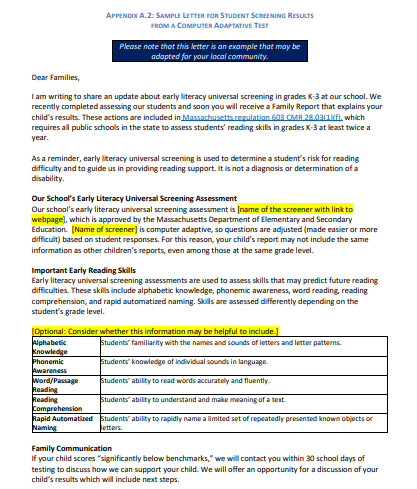 APPENDIX A.2: SAMPLE LETTER FOR STUDENT SCREENING RESULTS
FROM A COMPUTER ADAPTATIVE TEST
Please note that this letter is an example that may be
adapted for your local community.
Dear Families,
I am writing to share an update about early literacy universal screening in grades K-3 at our school. We
recently completed assessing our students and soon you will receive a Family Report that explains your
child's results. These actions are included in Massachusetts regulation 603 CMR 28.03(1)(f), which
requires all public schools in the state to assess students' reading skills in grades K-3 at least twice a
year.
As a reminder, early literacy universal screening is used to determine a student's risk for reading
difficulty and to guide us in providing reading support. It is not a diagnosis or determination of a
disability.
Our School's Early Literacy Universal Screening Assessment
Our school's early literacy universal screening assessment is [name of the screener with link to
webpage], which is approved by the Massachusetts Department of Elementary and Secondary
Education. [Name of screener] is computer adaptive, so questions are adjusted (made easier or more
difficult) based on student responses. For this reason, your child's report may not include the same
information as other children's reports, even among those at the same grade level.
Important Early Reading Skills
Early literacy universal screening assessments are used to assess skills that may predict future reading
difficulties. These skills include alphabetic knowledge, phonemic awareness, word reading, reading
comprehension, and rapid automatized naming. Skills are assessed differently depending on the
student's grade level.
[Optional: Consider whether this information may be helpful to include.]
Alphabetic Knowledge Students' familiarity with the names and sounds of letters and letter patterns.
Phonemic Awareness Students' knowledge of individual sounds in language.
Word/Passage Reading Students' ability to read words accurately and fluently.
Reading Comprehension Students' ability to understand and make meaning of a text.
Rapid Automatized Naming Students' ability to rapidly name a limited set of repeatedly presented known objects or letters.
Family Communication
If your child scores "significantly below benchmarks," we will contact you within 30 school days of
testing to discuss how we can support your child. We will offer an opportunity for a discussion of your
child's results which will include next steps.